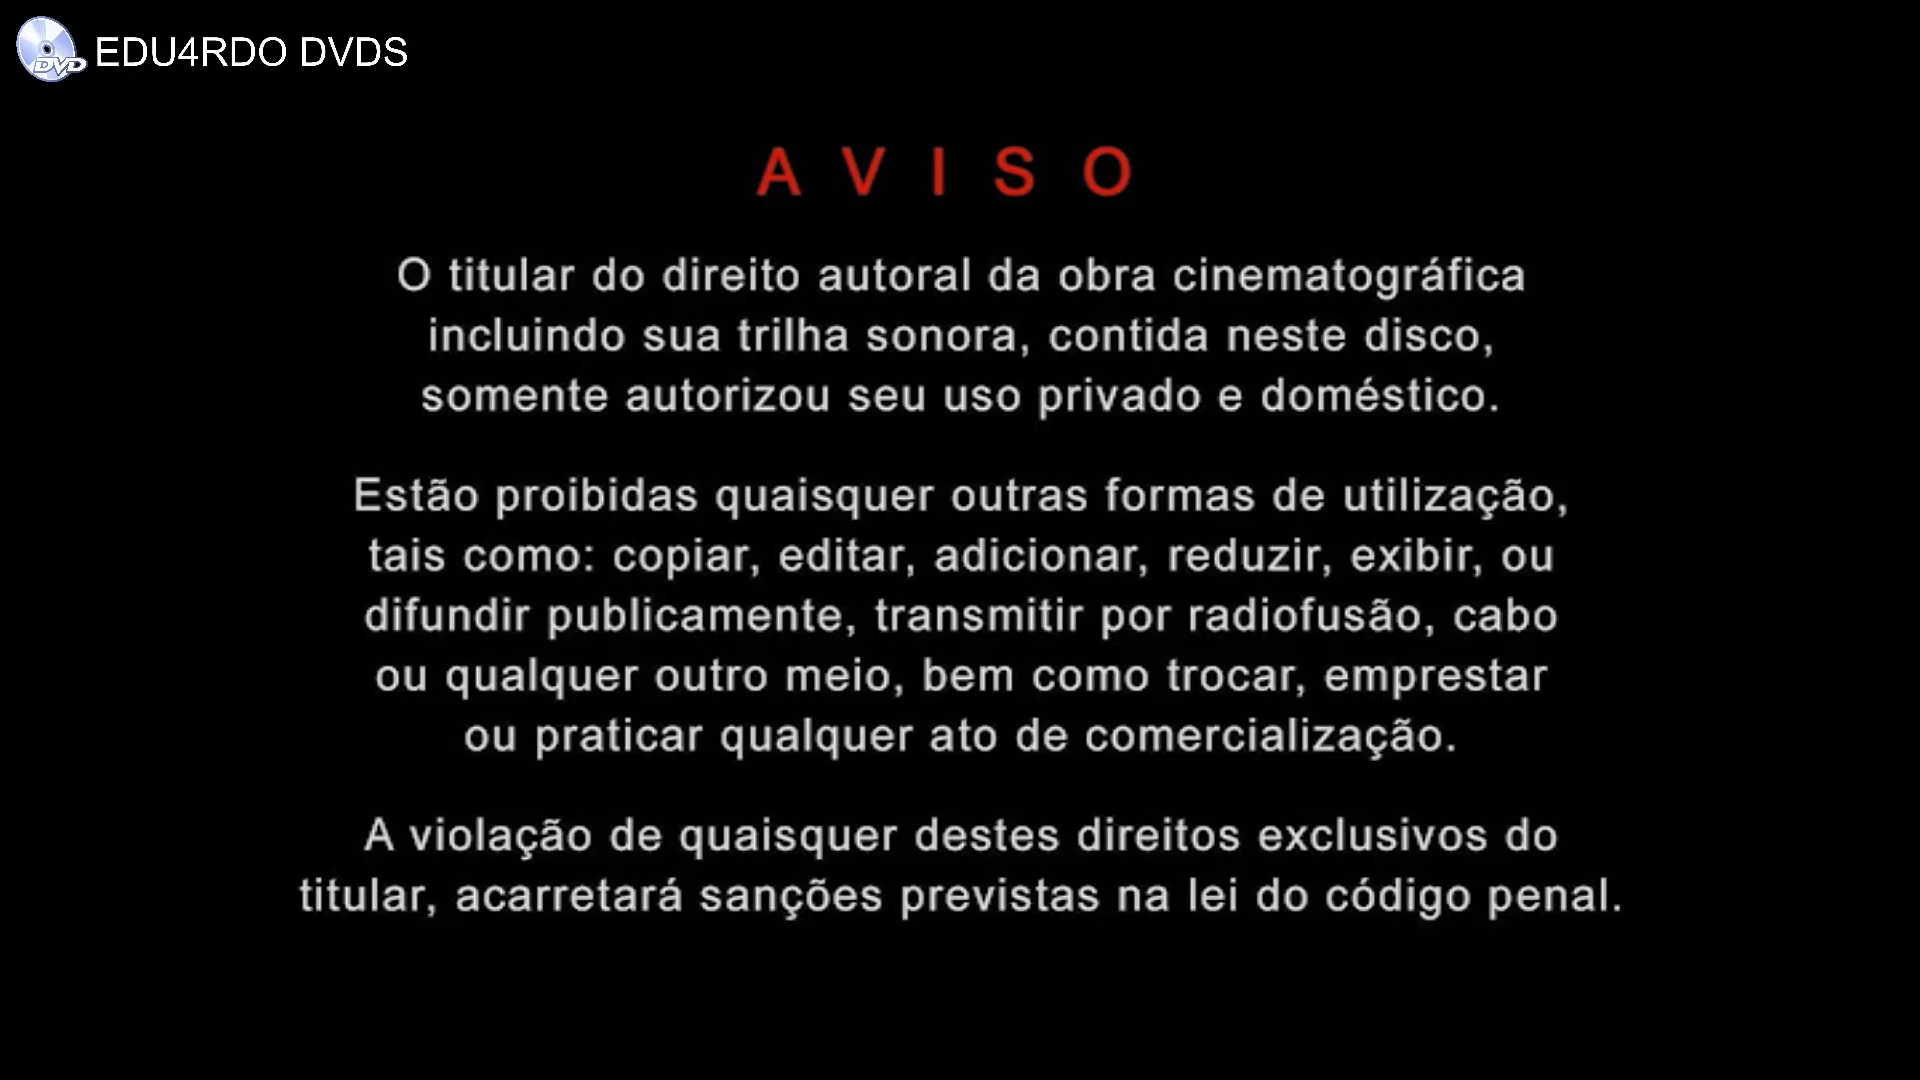 DVD EDU4RDO DVDS
A V I S O
O titular do direito autoral da obra cinematográfica
incluindo sua trilha sonora, contida neste disco,
somente autorizou seu uso privado e doméstico.
Estão proibidas quaisquer outras formas de utilização,
tais como: copiar, editar, adicionar, reduzir, exibir, ou
difundir publicamente, transmitir por radiofusão, cabo
ou qualquer outro meio, bem como trocar, emprestar
ou praticar qualquer ato de comercialização.
A violação de quaisquer destes direitos exclusivos do
titular, acarretará sanções previstas na lei do código penal.